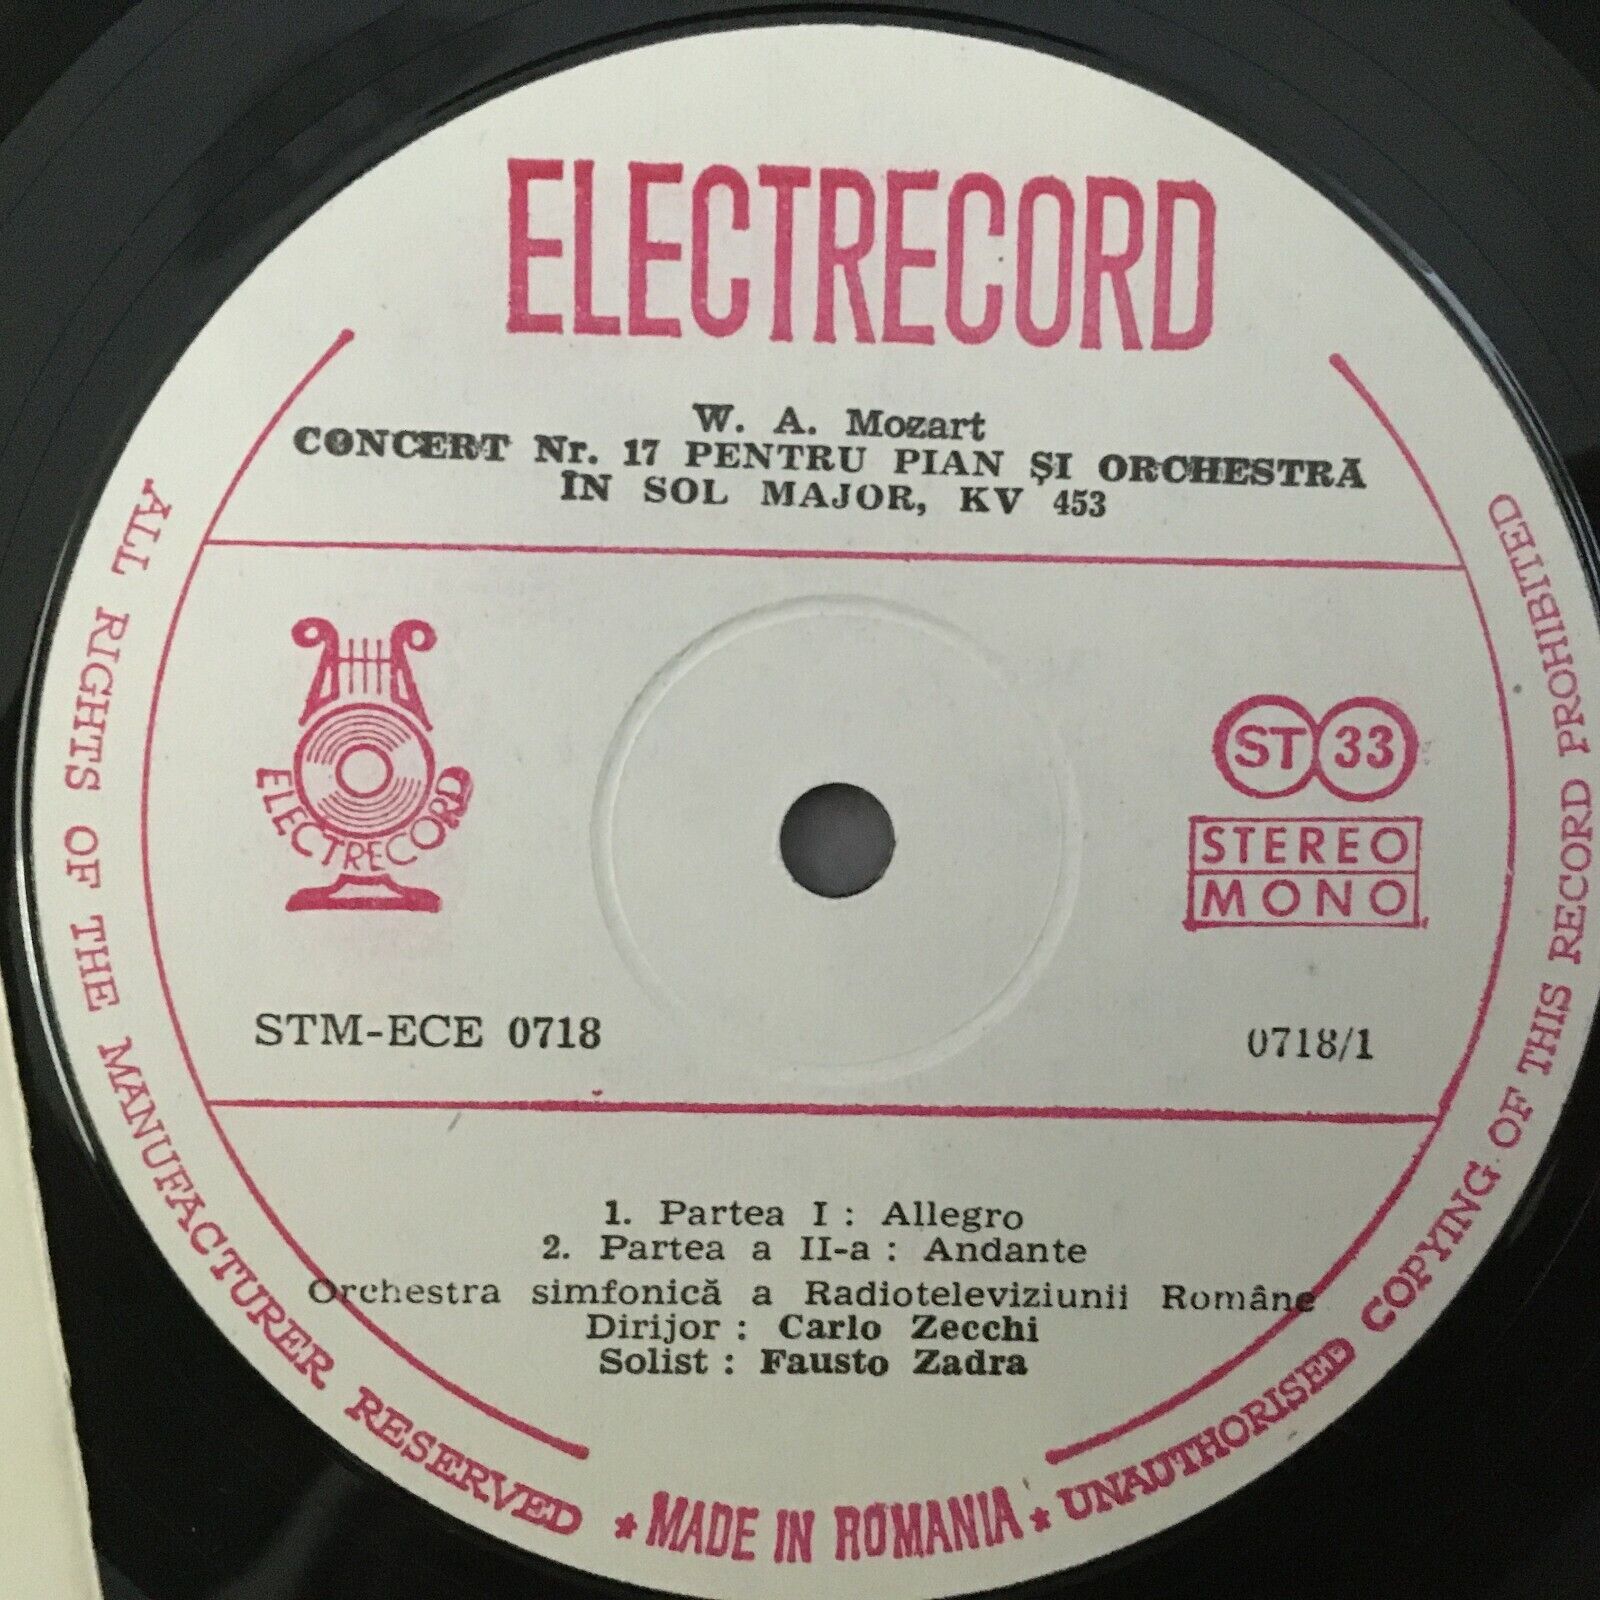 ELECTRECORD
W. A. Mozart
CONCERT Nr. 17 PENTRU PIAN ȘI ORCHESTRA
ÎN SOL MAJOR, KV 453
ELECTRECORD
ST 33
STEREO
MONO
STM-ECE 0718
0718/1
1. Partea I : Allegro
2. Partea a II-a : Andante
Orchestra simfonică a Radioteleviziunii Române
Dirijor : Carlo Zecchi
Solist : Fausto Zadra
ALL RIGHTS OF THE MANUFACTURER RESERVED * MADE IN ROMANIA * UNAUTHORISED COPYING OF THIS RECORD PROHIBITED